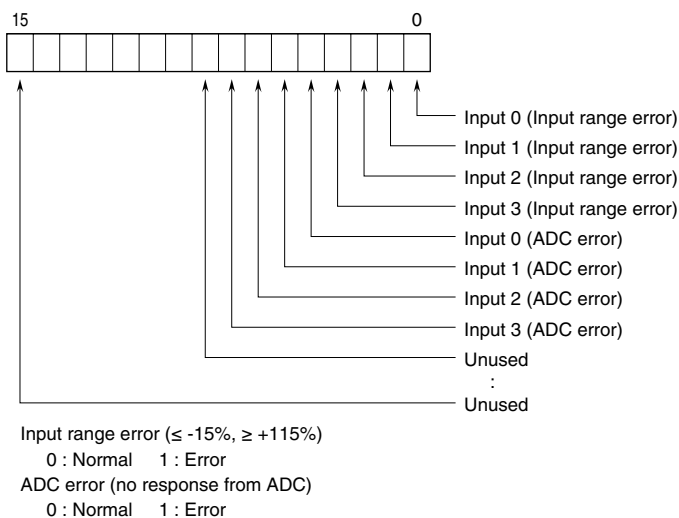 15 0
Input 0 (Input range error)
Input 1 (Input range error)
Input 2 (Input range error)
Input 3 (Input range error)
Input 0 (ADC error)
Input 1 (ADC error)
Input 2 (ADC error)
Input 3 (ADC error)
Unused
:
Unused
Input range error (≤ -15%, ≥ +115%)
0 : Normal 1 : Error
ADC error (no response from ADC)
0 : Normal 1 : Error